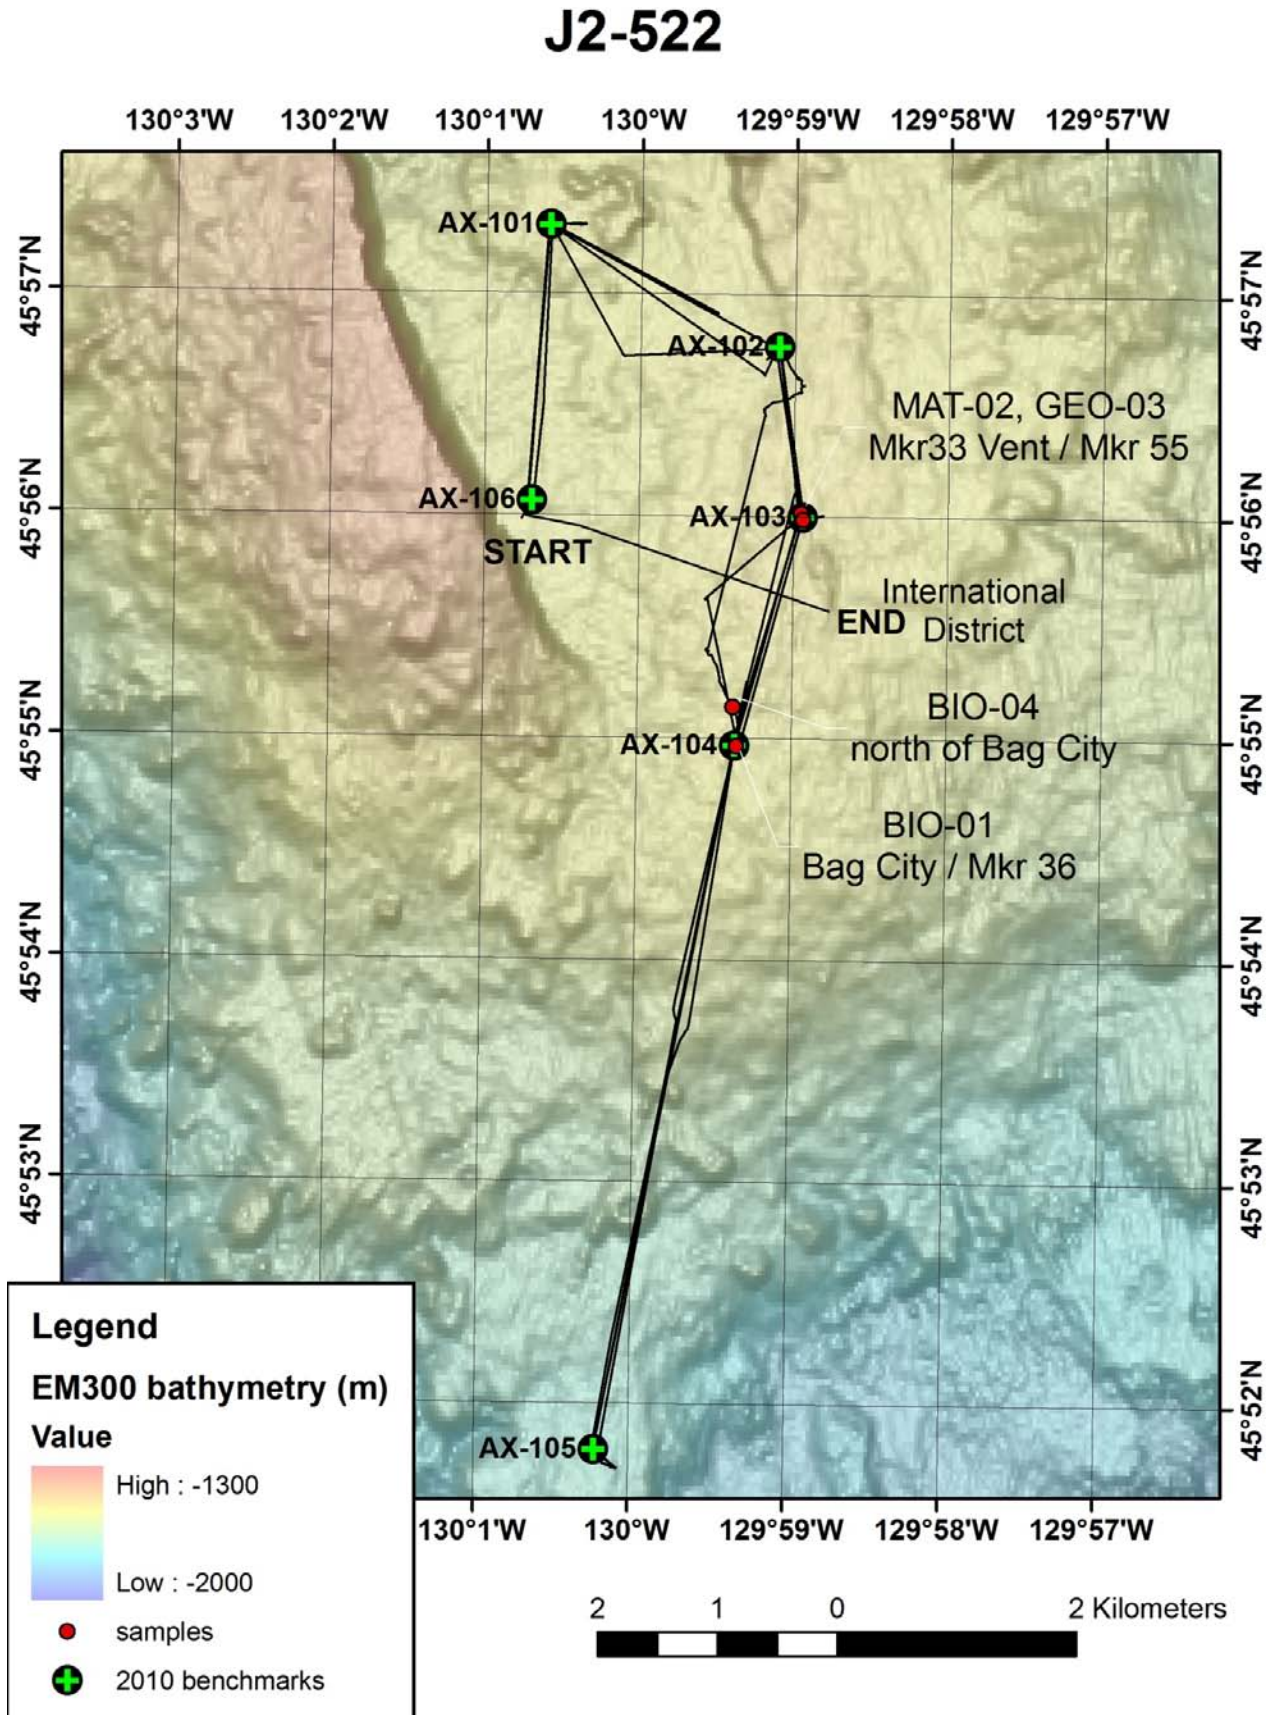 J2-522
130°3'W 130°2'W 130°1'W 130°W 129°59'W 129°58'W 129°57'W
45°57'N
45°56'N
45°55'N
45°54'N
45°53'N
45°57'N
45°56'N
45°55'N
45°54'N
45°53'N
45°52'N
AX-101
AX-102
MAT-02, GEO-03
Mkr33 Vent / Mkr 55
AX-106
AX-103
START
International
District
END
BIO-04
north of Bag City
AX-104
BIO-01
Bag City / Mkr 36
AX-105
130°1'W 130°W 129°59'W 129°58'W 129°57'W
Legend
EM300 bathymetry (m)
Value
High : -1300
Low : -2000
samples
2010 benchmarks
2 1 0 2 Kilometers